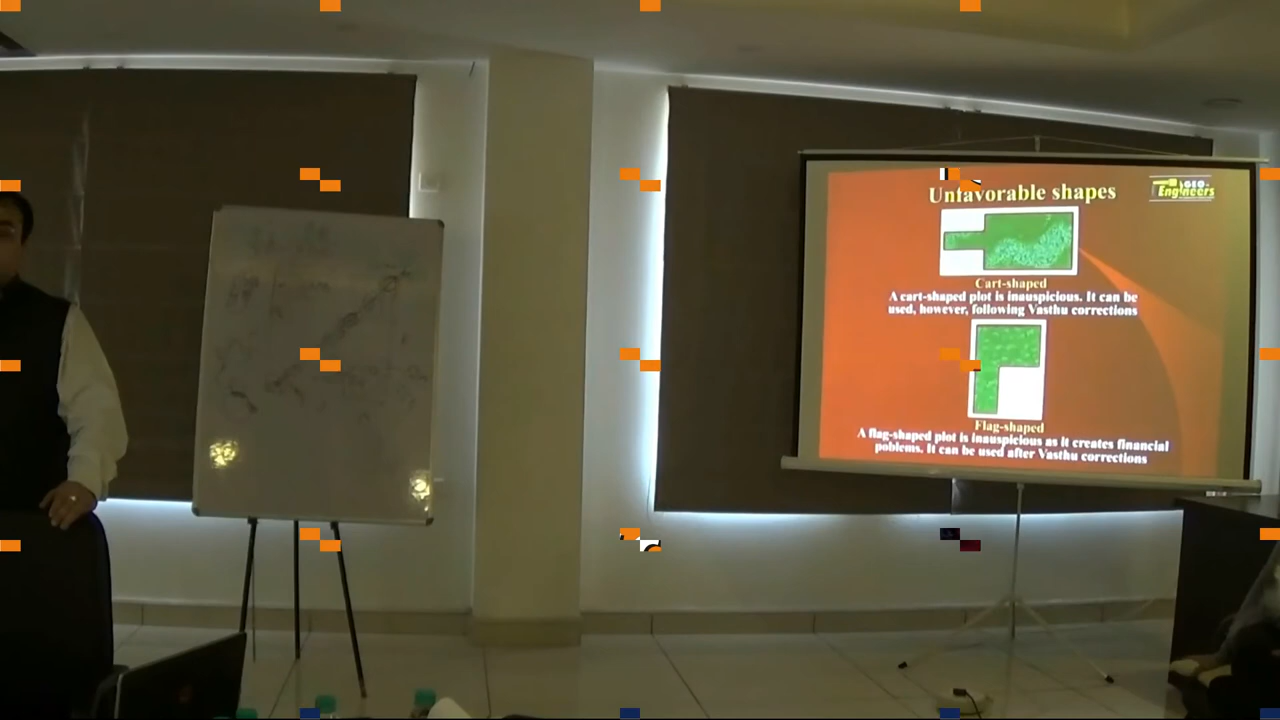 Unfavorable shapes
GEO-
Engineers
Cart-shaped
A cart-shaped plot is inauspicious. It can be
used, however, following Vasthu corrections
Flag-shaped
A flag-shaped plot is inauspicious as it creates financial
poblems. It can be used after Vasthu corrections